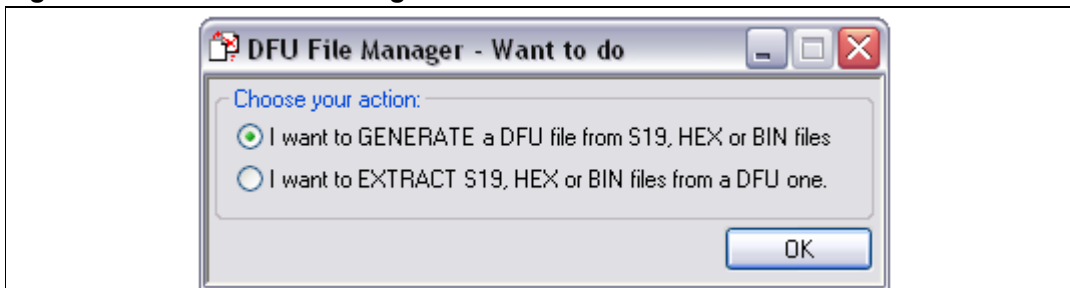 DFU File Manager - Want to do
Choose your action:
I want to GENERATE a DFU file from S19, HEX or BIN files
I want to EXTRACT S19, HEX or BIN files from a DFU one.
OK